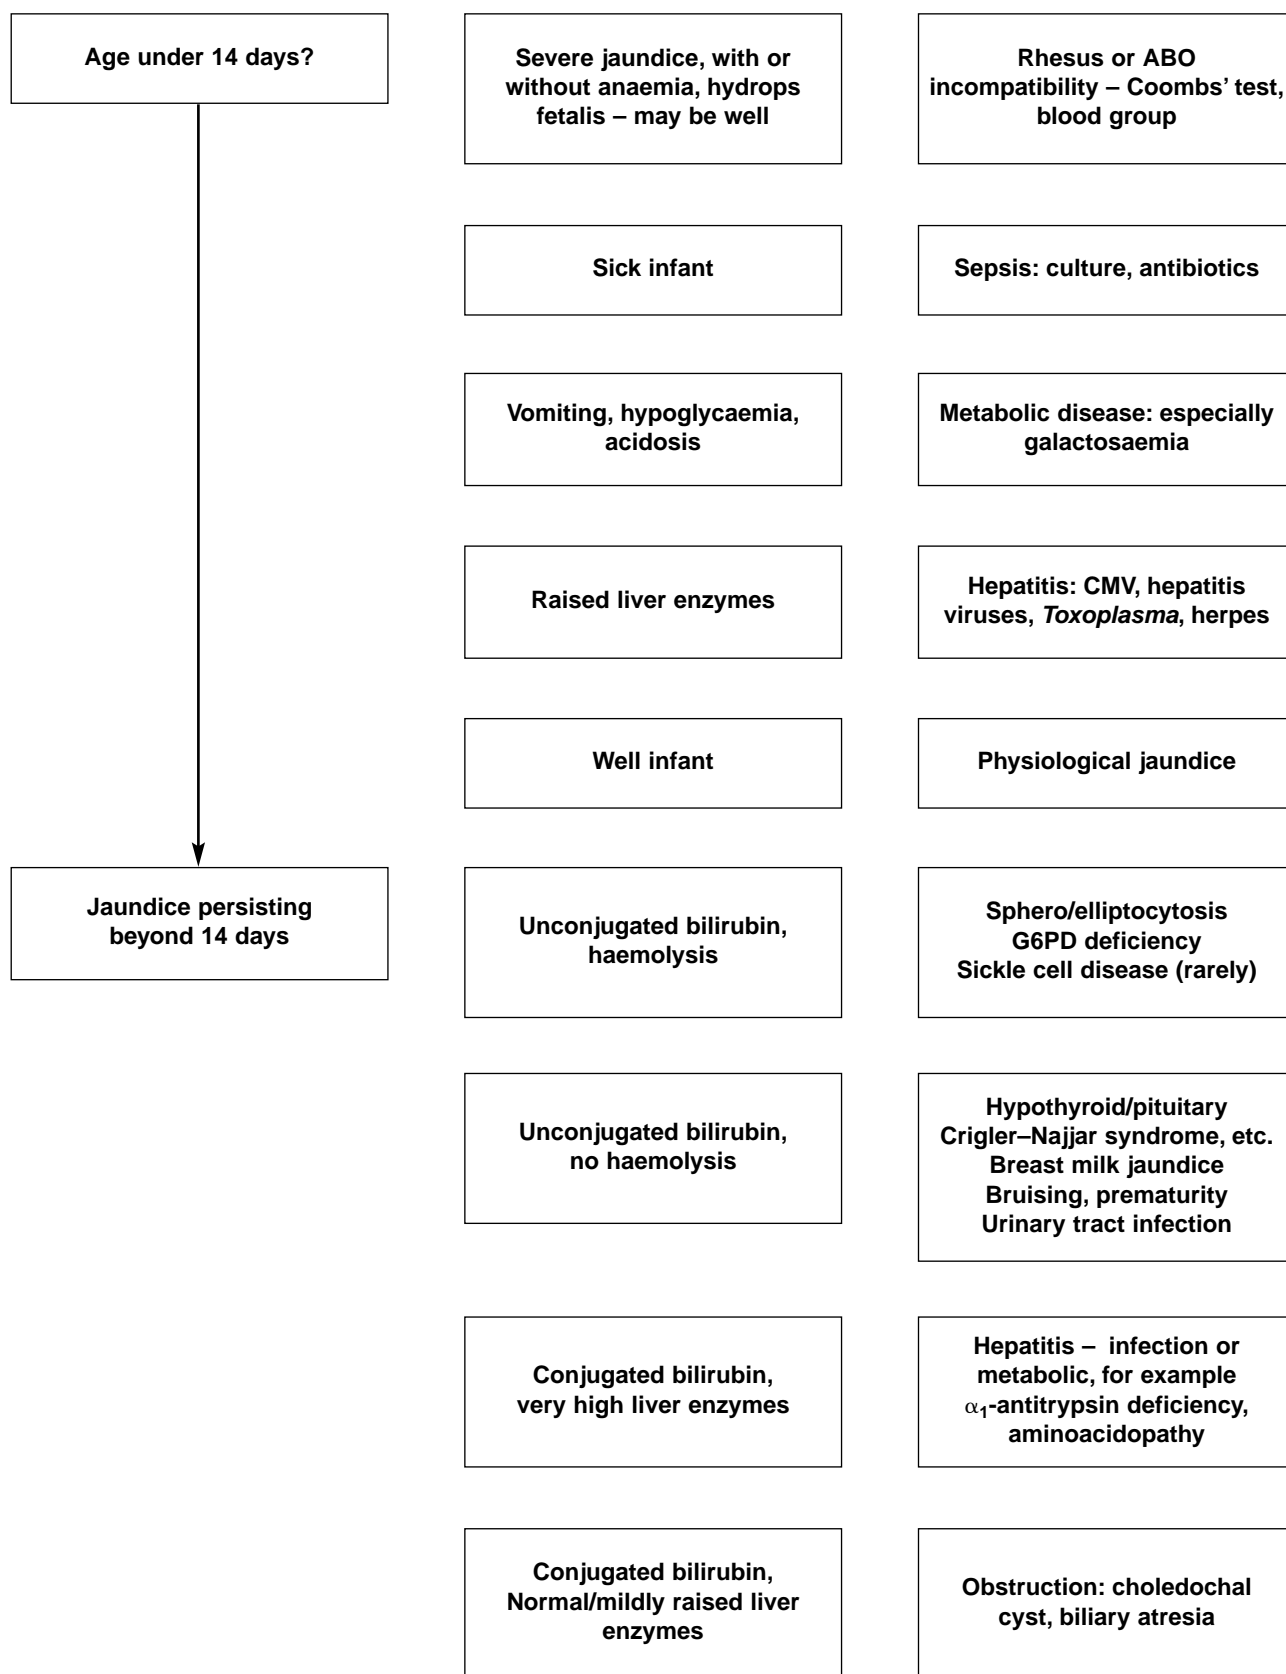 Age under 14 days?
Severe jaundice, with or
without anaemia, hydrops
fetalis – may be well
Rhesus or ABO
incompatibility – Coombs’ test,
blood group
Sick infant
Sepsis: culture, antibiotics
Vomiting, hypoglycaemia,
acidosis
Metabolic disease: especially
galactosaemia
Raised liver enzymes
Hepatitis: CMV, hepatitis
viruses, Toxoplasma, herpes
Well infant
Physiological jaundice
Jaundice persisting
beyond 14 days
Unconjugated bilirubin,
haemolysis
Sphero/elliptocytosis
G6PD deficiency
Sickle cell disease (rarely)
Unconjugated bilirubin,
no haemolysis
Hypothyroid/pituitary
Crigler–Najjar syndrome, etc.
Breast milk jaundice
Bruising, prematurity
Urinary tract infection
Conjugated bilirubin,
very high liver enzymes
Hepatitis – infection or
metabolic, for example
α1-antitrypsin deficiency,
aminoacidopathy
Conjugated bilirubin,
Normal/mildly raised liver
enzymes
Obstruction: choledochal
cyst, biliary atresia